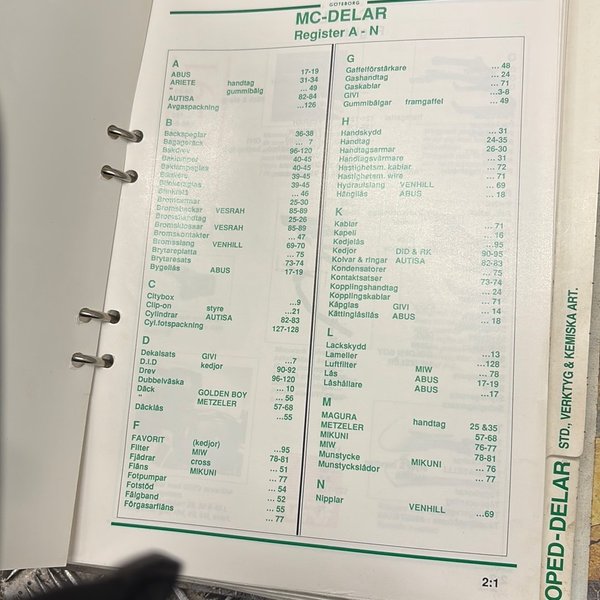 GÖTEBORG
MC-DELAR
Register A - N
A
ABUS 17-19
ARIETE handtag 31-34
" gummibälg ... 49
AUTISA 82-84
Avgaspackning ...126
B
Backspeglar 36-38
Bagageräck ... 7
Bakdrev 96-120
Baklampor 40-45
Baklampeglas 40-45
Blinkers 39-45
Blinkersglas 39-45
Blinkrelä ... 46
Bromsarmar 25-30
Bromsbackar VESRAH 85-89
Bromshandtag 25-26
Bromsklossar VESRAH 85-89
Bromskontakter ... 47
Bromsslang VENHILL 69-70
Brytareplatta ... 75
Brytaresats 73-74
Bygellås ABUS 17-19
C
Citybox ...9
Clip-on styre ...21
Cylindrar AUTISA 82-83
Cyl.fotspackning 127-128
D
Dekalsats GIVI ...7
D.I.D kedjor 90-92
Drev 96-120
Dubbelväska ... 10
Däck GOLDEN BOY ... 56
" METZELER 57-68
Däcklås ...55
F
FAVORIT (kedjor) ...95
Filter MIW 78-81
Fjädrar cross ... 51
Fläns MIKUNI ... 77
Fotpumpar ... 54
Fotstöd ... 52
Fälgband ... 55
Förgasarfläns ... 77
G
Gaffelförstärkare ... 48
Gashandtag ... 24
Gaskablar ... 71
GIVI ...3-8
Gummibälgar framgaffel ... 49
H
Handskydd ... 31
Handtag 24-35
Handtagsarmar 26-30
Handtagsvärmare ... 31
Hastighetsm. kablar ... 72
Hastighetsm. wire ... 71
Hydraulslang VENHILL ... 69
Hänglås ABUS ... 18
K
Kablar ... 71
Kapell ... 16
Kedjelås ...95
Kedjor DID & RK 90-95
Kolvar & ringar AUTISA 82-83
Kondensatorer ... 75
Kontaktsatser 73-74
Kopplingshandtag ... 24
Kopplingskablar ... 71
Kåpglas GIVI ... 14
Kättinglåslås ABUS ... 18
L
Lackskydd ...13
Lameller ...128
Luftfilter MIW ... 78
Lås ABUS 17-19
Låshållare ABUS ...17
M
MAGURA handtag 25 &35
METZELER 57-68
MIKUNI 76-77
MIW 78-81
Munstycke MIKUNI ... 76
Munstyckslådor ... 77
N
Nipplar VENHILL ...69
2:1
STD., VERKTYG & KEMISKA ART.
OPED-DELAR